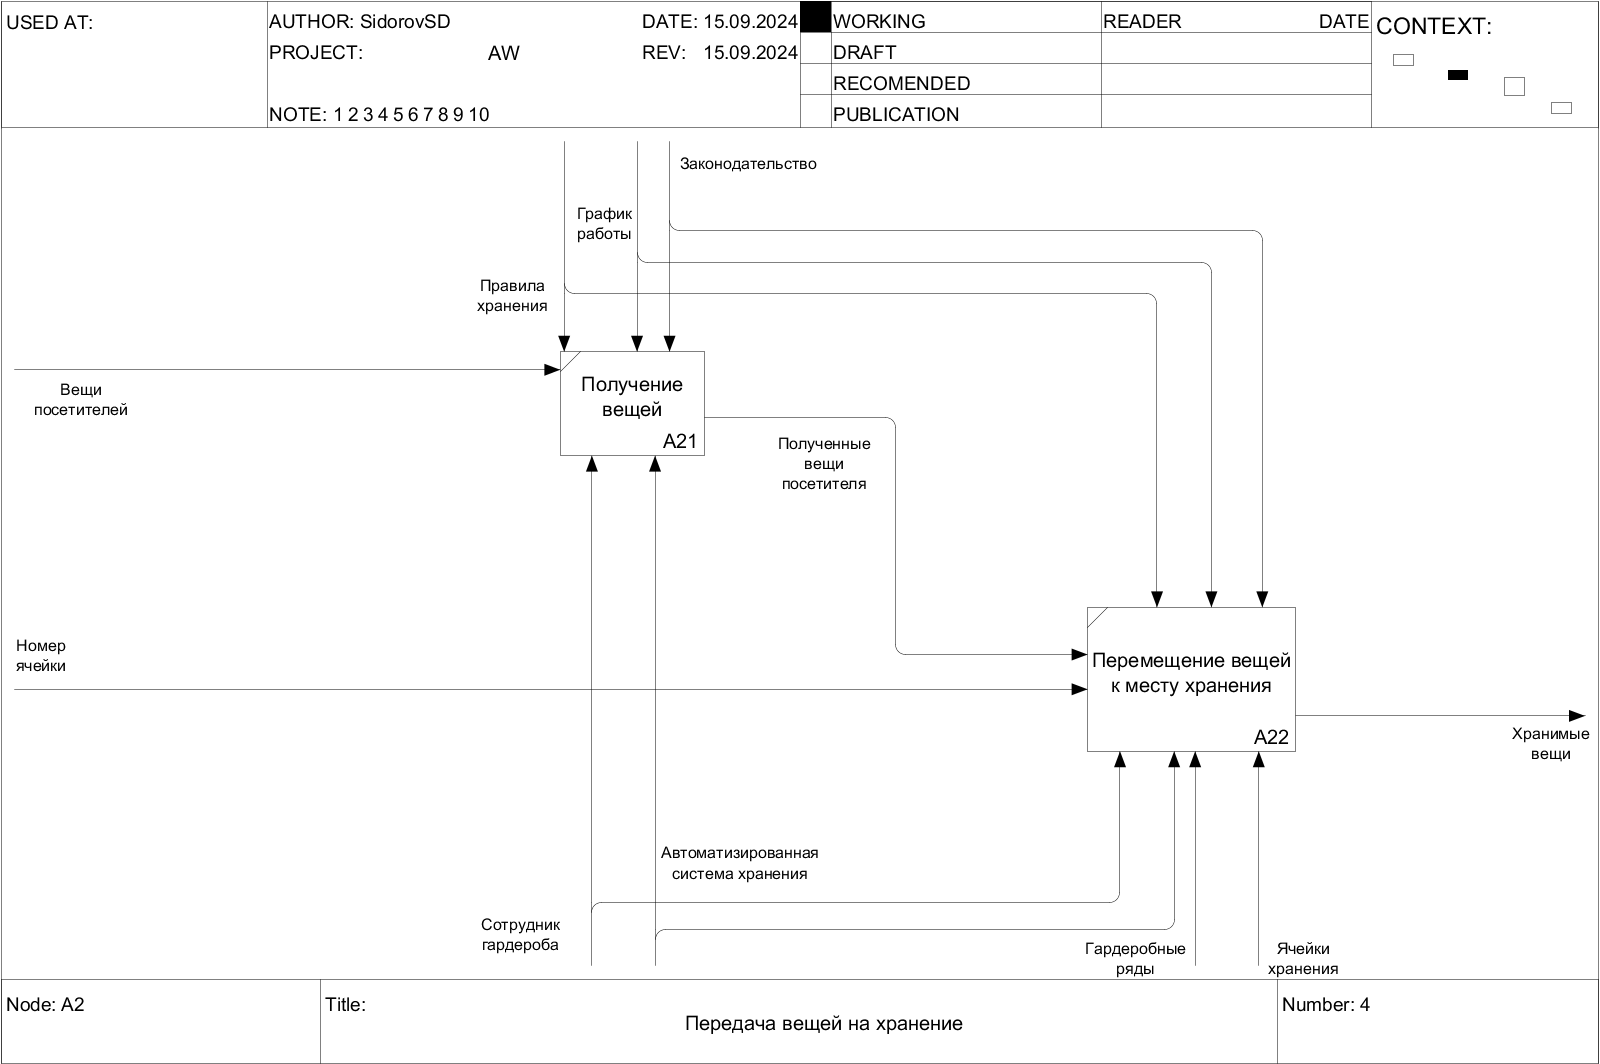 USED AT:
AUTHOR: SidorovSD
DATE: 15.09.2024
PROJECT: AW
REV: 15.09.2024
NOTE: 1 2 3 4 5 6 7 8 9 10
WORKING
DRAFT
RECOMENDED
PUBLICATION
READER DATE
CONTEXT:
Законодательство
График
работы
Правила
хранения
Вещи
посетителей
Получение
вещей
A21
Полученные
вещи
посетителя
Номер
ячейки
Перемещение вещей
к месту хранения
A22
Хранимые
вещи
Автоматизированная
система хранения
Сотрудник
гардероба
Гардеробные
ряды
Ячейки
хранения
Node: A2
Title:
Передача вещей на хранение
Number: 4